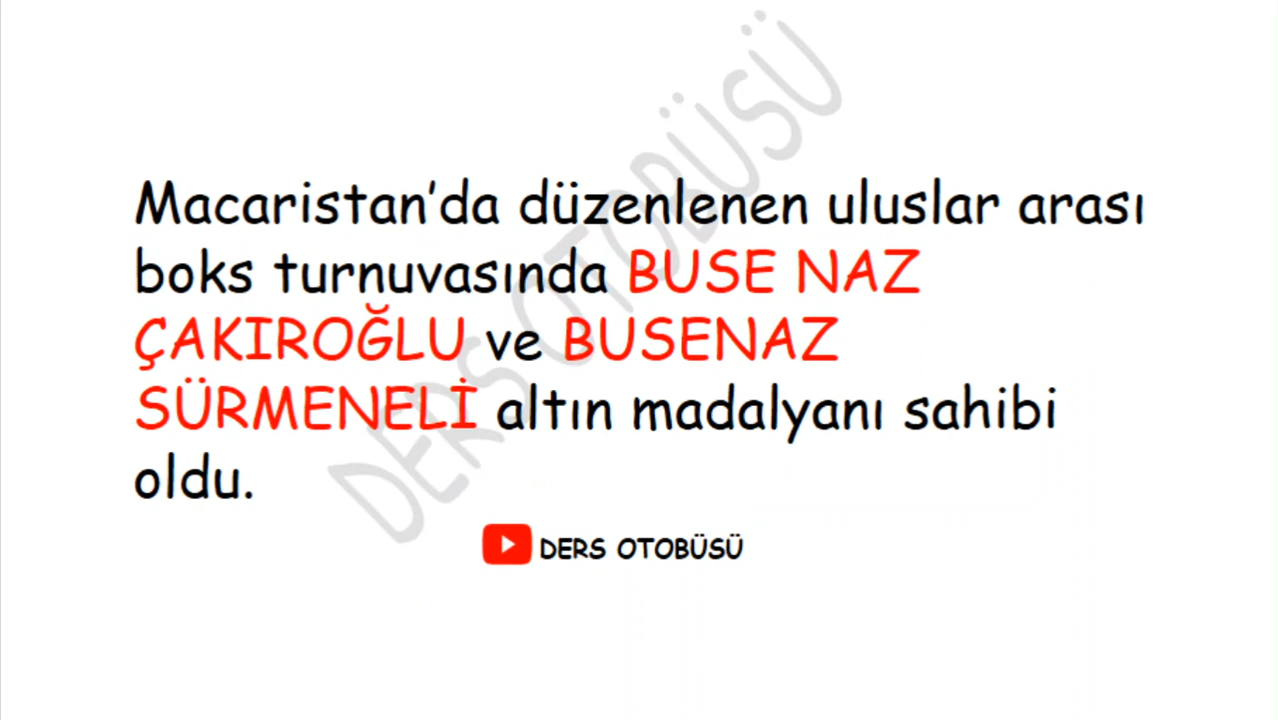 Macaristan'da düzenlenen uluslar arası
boks turnuvasında BUSE NAZ
ÇAKIROĞLU ve BUSENAZ
SÜRMENELİ altın madalyanı sahibi
oldu.
DERS OTOBÜSÜ
DERS OTOBÜSÜ